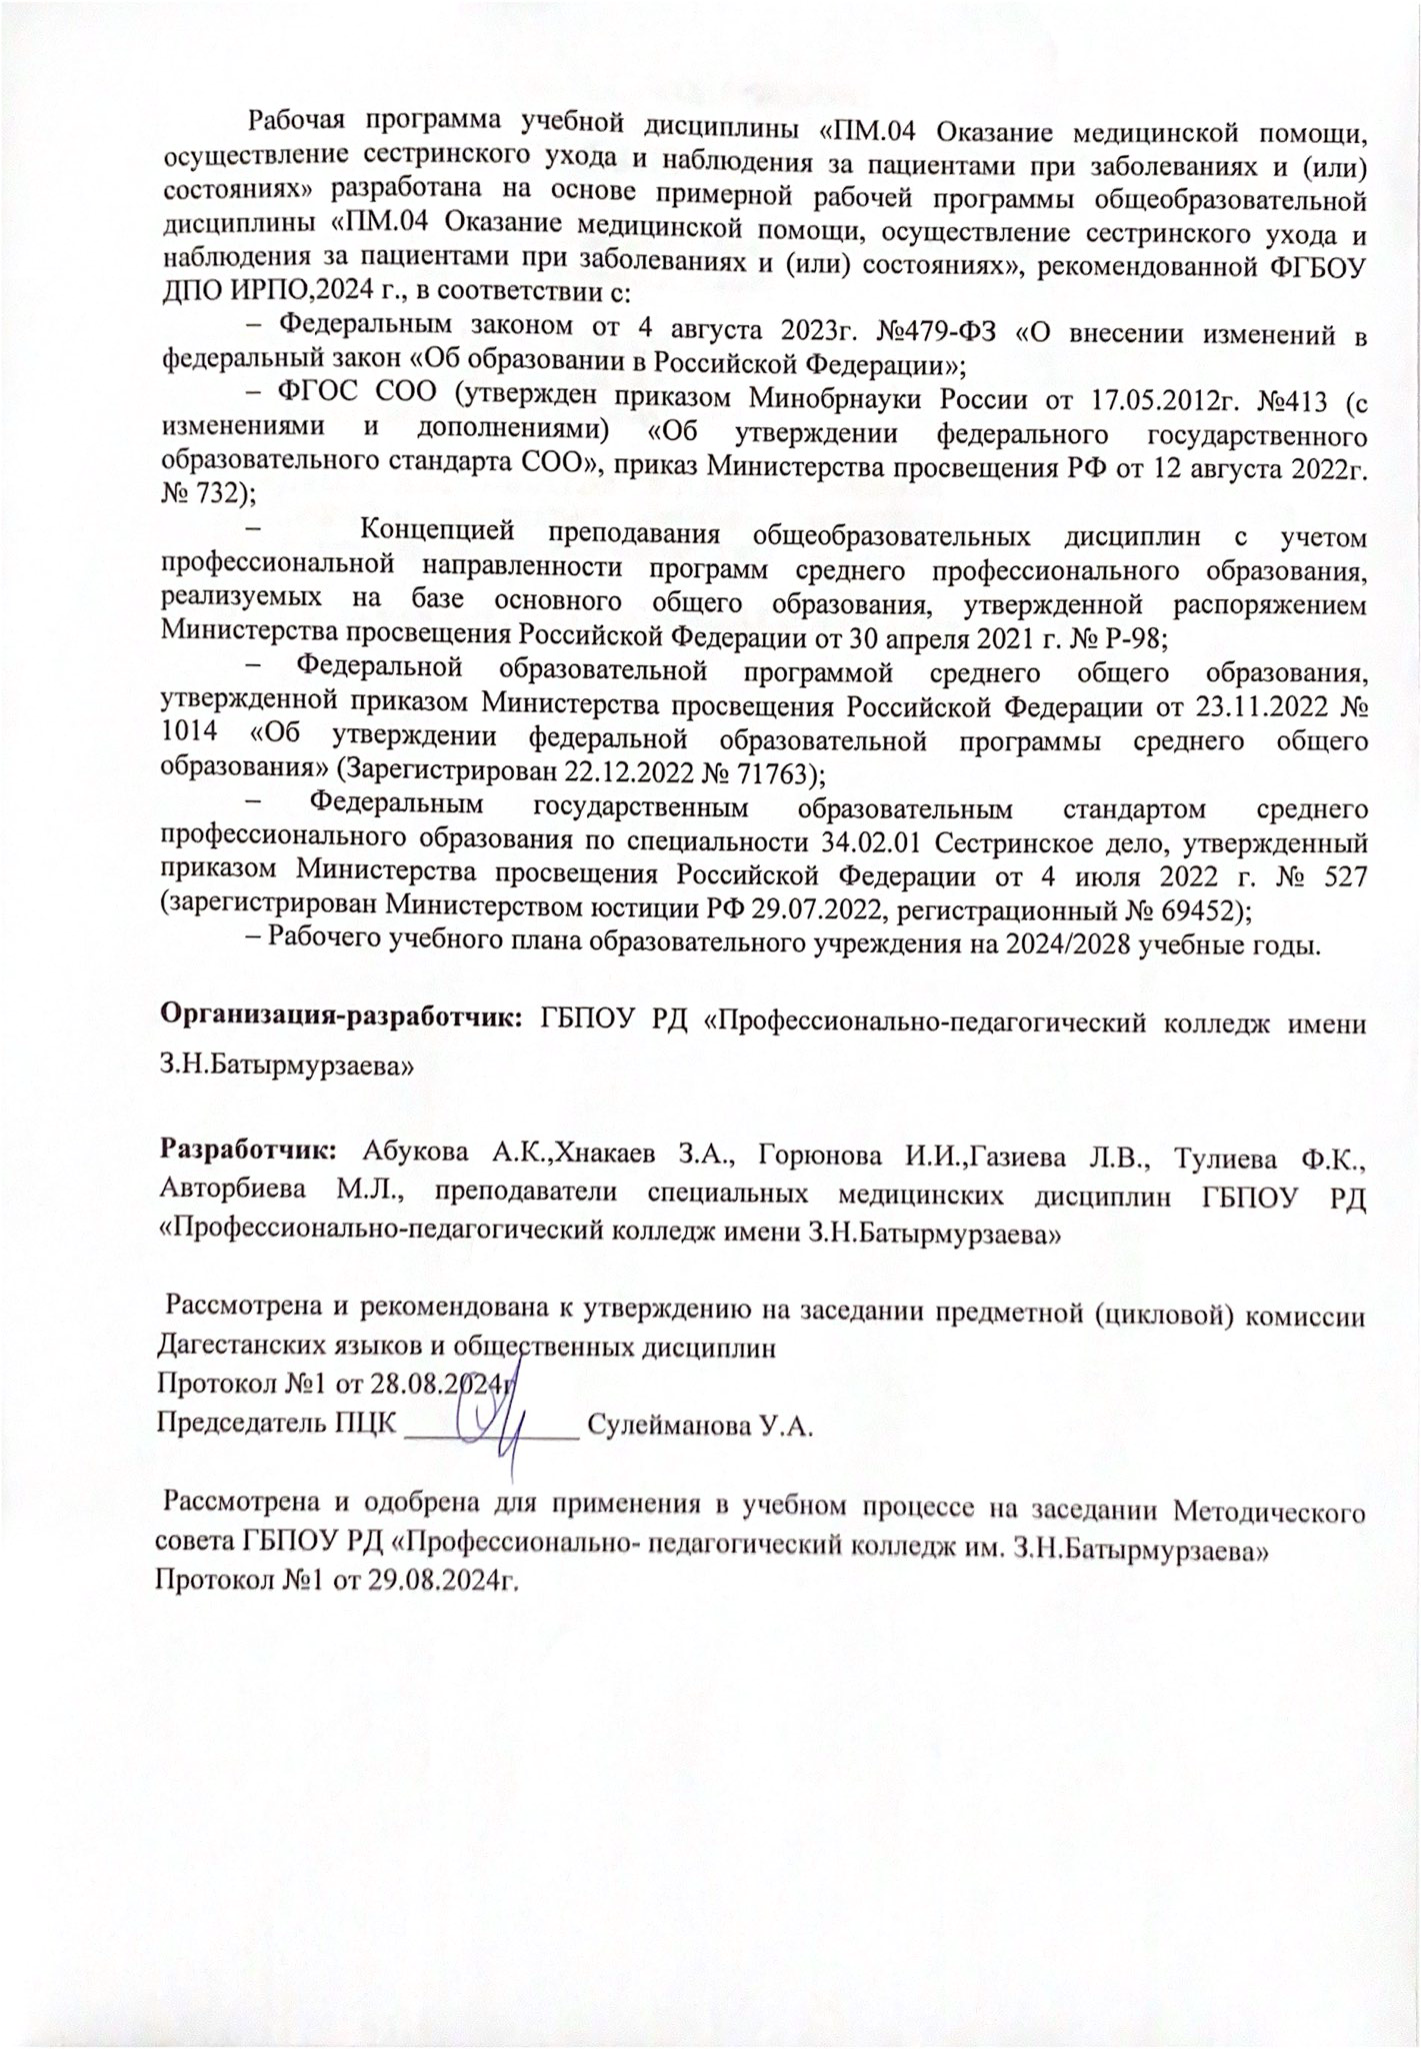 Рабочая программа учебной дисциплины «ПМ.04 Оказание медицинской помощи,
осуществление сестринского ухода и наблюдения за пациентами при заболеваниях и (или)
состояниях» разработана на основе примерной рабочей программы общеобразовательной
дисциплины «ПМ.04 Оказание медицинской помощи, осуществление сестринского ухода и
наблюдения за пациентами при заболеваниях и (или) состояниях», рекомендованной ФГБОУ
ДПО ИРПО,2024 г., в соответствии с:
– Федеральным законом от 4 августа 2023г. №479-ФЗ «О внесении изменений в
федеральный закон «Об образовании в Российской Федерации»;
– ФГОС СОО (утвержден приказом Минобрнауки России от 17.05.2012г. №413 (с
изменениями и дополнениями) «Об утверждении федерального государственного
образовательного стандарта СОО», приказ Министерства просвещения РФ от 12 августа 2022г.
№ 732);
– Концепцией преподавания общеобразовательных дисциплин с учетом
профессиональной направленности программ среднего профессионального образования,
реализуемых на базе основного общего образования, утвержденной распоряжением
Министерства просвещения Российской Федерации от 30 апреля 2021 г. № Р-98;
– Федеральной образовательной программой среднего общего образования,
утвержденной приказом Министерства просвещения Российской Федерации от 23.11.2022 №
1014 «Об утверждении федеральной образовательной программы среднего общего
образования» (Зарегистрирован 22.12.2022 № 71763);
– Федеральным государственным образовательным стандартом среднего
профессионального образования по специальности 34.02.01 Сестринское дело, утвержденный
приказом Министерства просвещения Российской Федерации от 4 июля 2022 г. № 527
(зарегистрирован Министерством юстиции РФ 29.07.2022, регистрационный № 69452);
– Рабочего учебного плана образовательного учреждения на 2024/2028 учебные годы.
Организация-разработчик: ГБПОУ РД «Профессионально-педагогический колледж имени
З.Н.Батырмурзаева»
Разработчик: Абукова А.К.,Хнакаев З.А., Горюнова И.И.,Газиева Л.В., Тулиева Ф.К.,
Авторбиева М.Л., преподаватели специальных медицинских дисциплин ГБПОУ РД
«Профессионально-педагогический колледж имени З.Н.Батырмурзаева»
Рассмотрена и рекомендована к утверждению на заседании предметной (цикловой) комиссии
Дагестанских языков и общественных дисциплин
Протокол №1 от 28.08.2024г
Председатель ПЦК ____________ Сулейманова У.А.
Рассмотрена и одобрена для применения в учебном процессе на заседании Методического
совета ГБПОУ РД «Профессионально- педагогический колледж им. З.Н.Батырмурзаева»
Протокол №1 от 29.08.2024г.